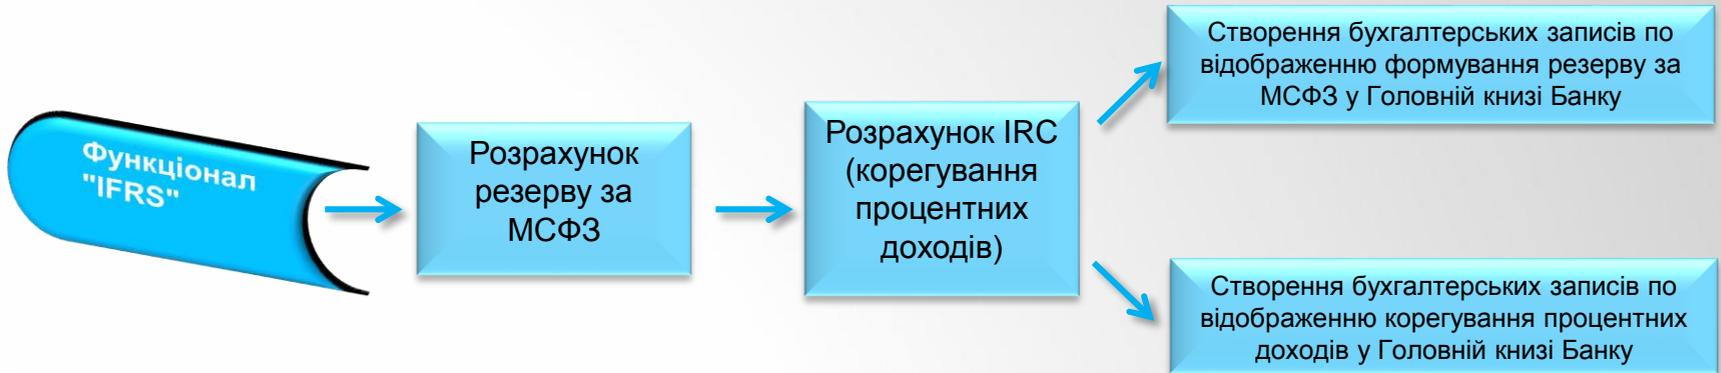 Функціонал
"IFRS"
Розрахунок
резерву за
МСФЗ
Розрахунок IRC
(корегування
процентних
доходів)
Створення бухгалтерських записів по
відображенню формування резерву за
МСФЗ у Головній книзі Банку
Створення бухгалтерських записів по
відображенню корегування процентних
доходів у Головній книзі Банку